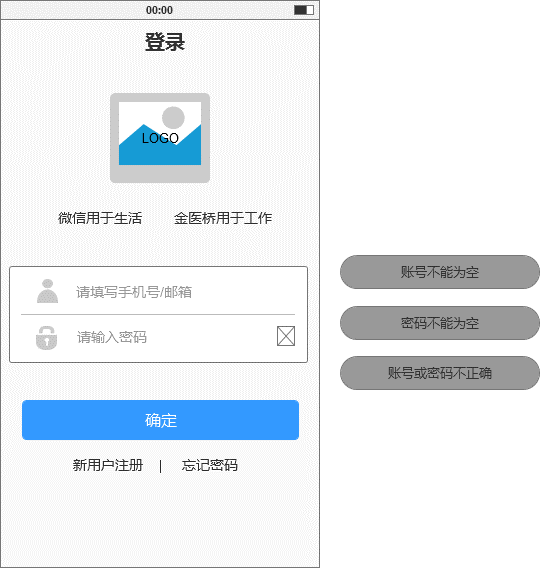 00:00
登录
LOGO
微信用于生活 金医桥用于工作
请填写手机号/邮箱
请输入密码
确定
新用户注册 | 忘记密码
账号不能为空
密码不能为空
账号或密码不正确